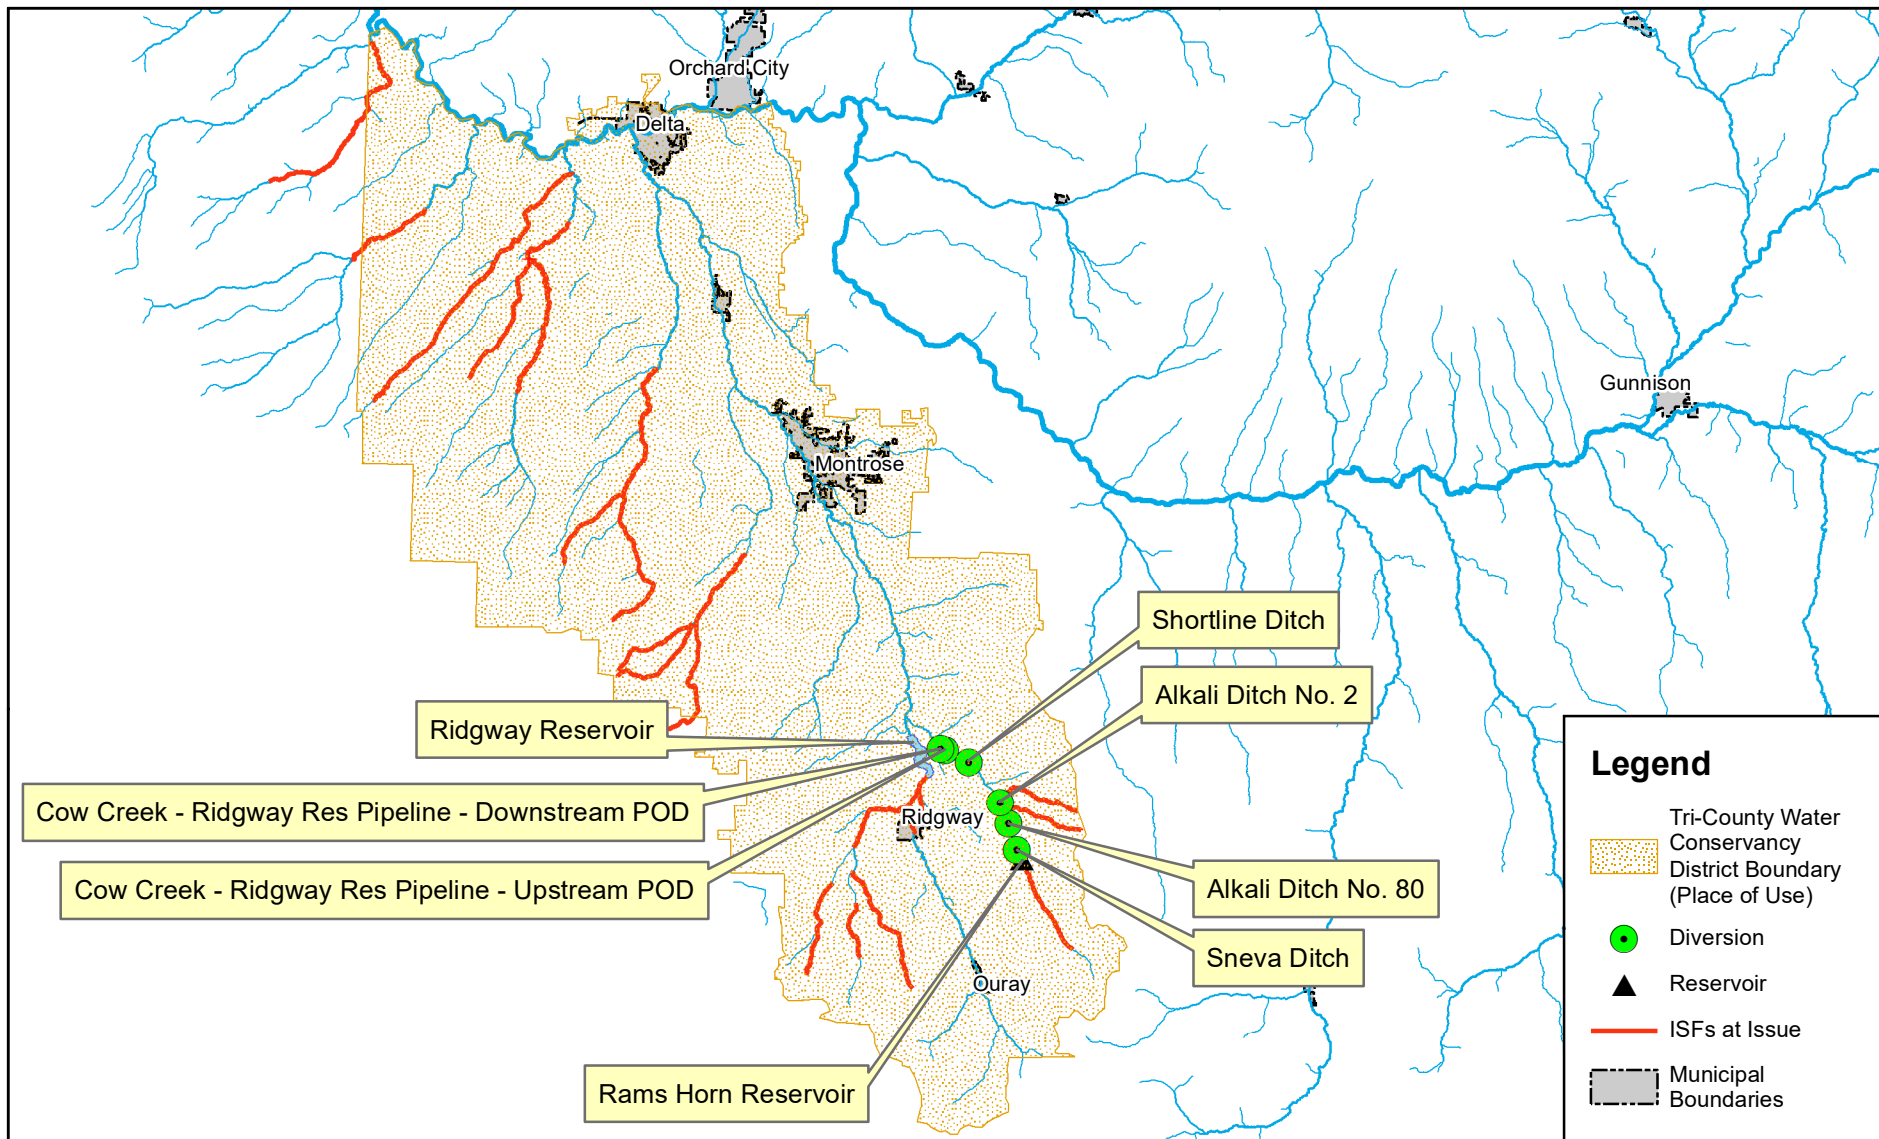 Orchard City
Delta
Gunnison
Montrose
Shortline Ditch
Alkali Ditch No. 2
Ridgway Reservoir
Cow Creek - Ridgway Res Pipeline - Downstream POD
Ridgway
Cow Creek - Ridgway Res Pipeline - Upstream POD
Alkali Ditch No. 80
Sneva Ditch
Ouray
Rams Horn Reservoir
Legend
Tri-County Water
Conservancy
District Boundary
(Place of Use)
Diversion
Reservoir
ISFs at Issue
Municipal
Boundaries